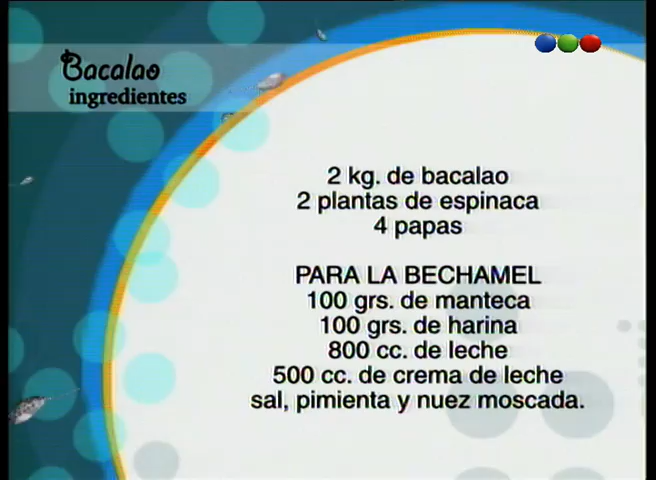 Bacalao
ingredientes
2 kg. de bacalao
2 plantas de espinaca
4 papas
PARA LA BECHAMEL
100 grs. de manteca
100 grs. de harina
800 cc. de leche
500 cc. de crema de leche
sal, pimienta y nuez moscada.